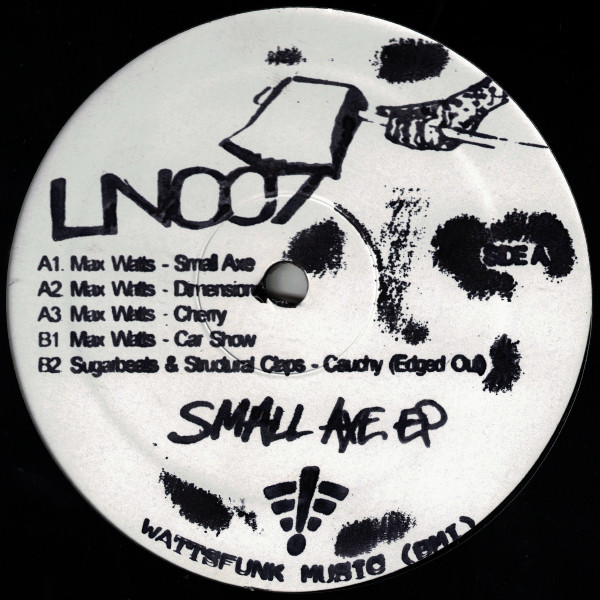 LN007
SIDE A
A1. Max Watts - Small Axe
A2 Max Watts - Dimension
A3 Max Watts - Cherry
B1 Max Watts - Car Show
B2 Sugarbeats & Structural Claps - Cauchy (Edged Out)
SMALL AXE EP
WATTSFUNK MUSIC (BMI)